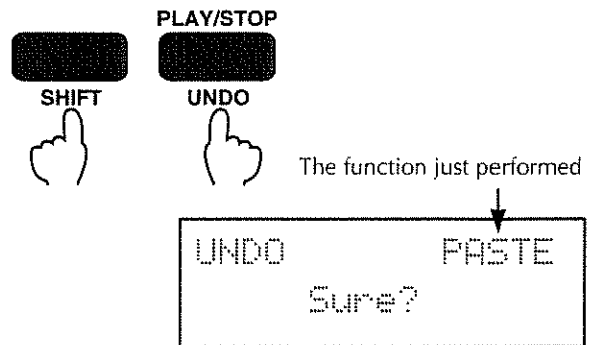 PLAY/STOP
SHIFT UNDO
The function just performed
UNDO PASTE
Sure?